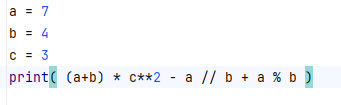 a = 7
b = 4
c = 3
print( (a+b) * c**2 - a // b + a % b )